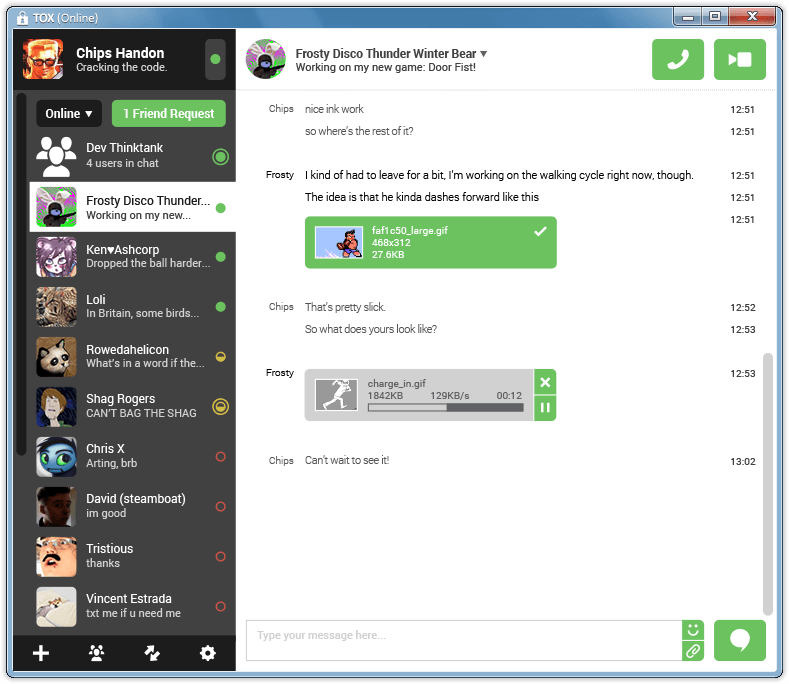 TOX (Online)
Chips Handon
Cracking the code.
Online
1 Friend Request
Dev Thinktank
4 users in chat
Frosty Disco Thunder...
Working on my new...
Ken♥Ashcorp
Dropped the ball harder...
Loli
In Britain, some birds...
Rowedahelicon
What's in a word if the...
Shag Rogers
CAN'T BAG THE SHAG
Chris X
Arting, brb
David (steamboat)
im good
Tristious
thanks
Vincent Estrada
txt me if u need me
Frosty Disco Thunder Winter Bear
Working on my new game: Door Fist!
Chips nice ink work 12:51
so where's the rest of it? 12:51
Frosty I kind of had to leave for a bit, I'm working on the walking cycle right now, though. 12:51
The idea is that he kinda dashes forward like this 12:51
faf1c50_large.gif 12:51
468x312
27.6KB
Chips That's pretty slick. 12:52
So what does yours look like? 12:53
Frosty charge_in.gif 12:53
1842KB 129KB/s 00:12
Chips Can't wait to see it! 13:02
Type your message here...